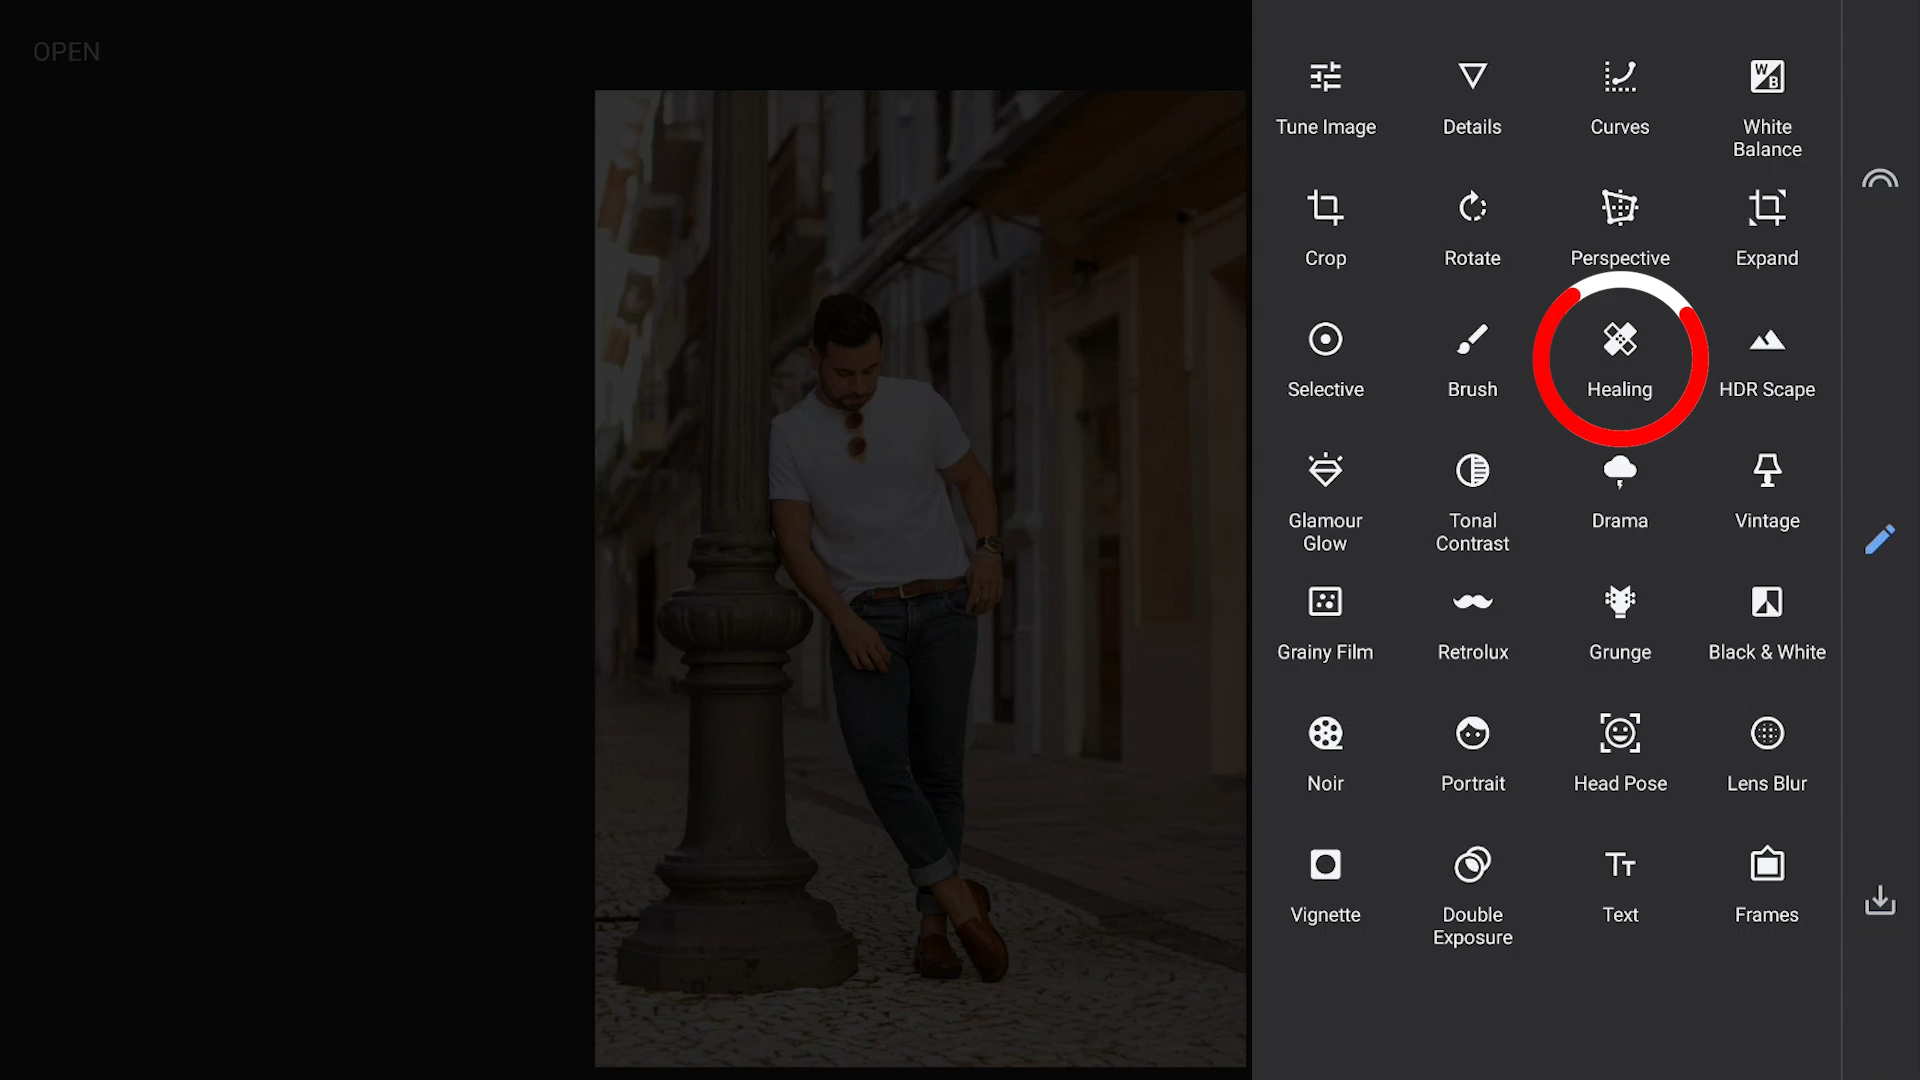 OPEN
Tune Image
Details
Curves
W
B
White
Balance
Crop
Rotate
Perspective
Expand
Selective
Brush
Healing
HDR Scape
Glamour
Glow
Tonal
Contrast
Drama
Vintage
Grainy Film
Retrolux
Grunge
Black & White
Noir
Portrait
Head Pose
Lens Blur
Vignette
Double
Exposure
TT
Text
Frames